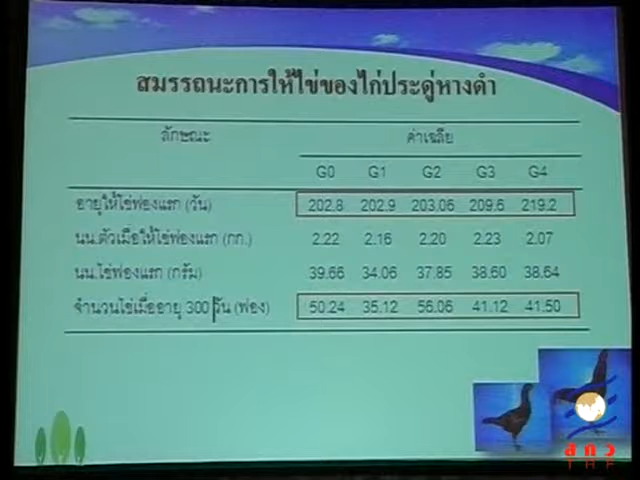 สมรรถนะการให้ไข่ของไก่ประดู่หางดำ
ลักษณะ ค่าเฉลี่ย
G0 G1 G2 G3 G4
อายุให้ไข่ฟองแรก (วัน) 202.8 202.9 203.06 209.6 219.2
นน.ตัวเมื่อให้ไข่ฟองแรก (กก.) 2.22 2.16 2.20 2.23 2.07
นน.ไข่ฟองแรก (กรัม) 39.66 34.06 37.85 38.60 38.64
จำนวนไข่เมื่ออายุ 300 วัน (ฟอง) 50.24 35.12 56.06 41.12 41.50
สกว
TRF